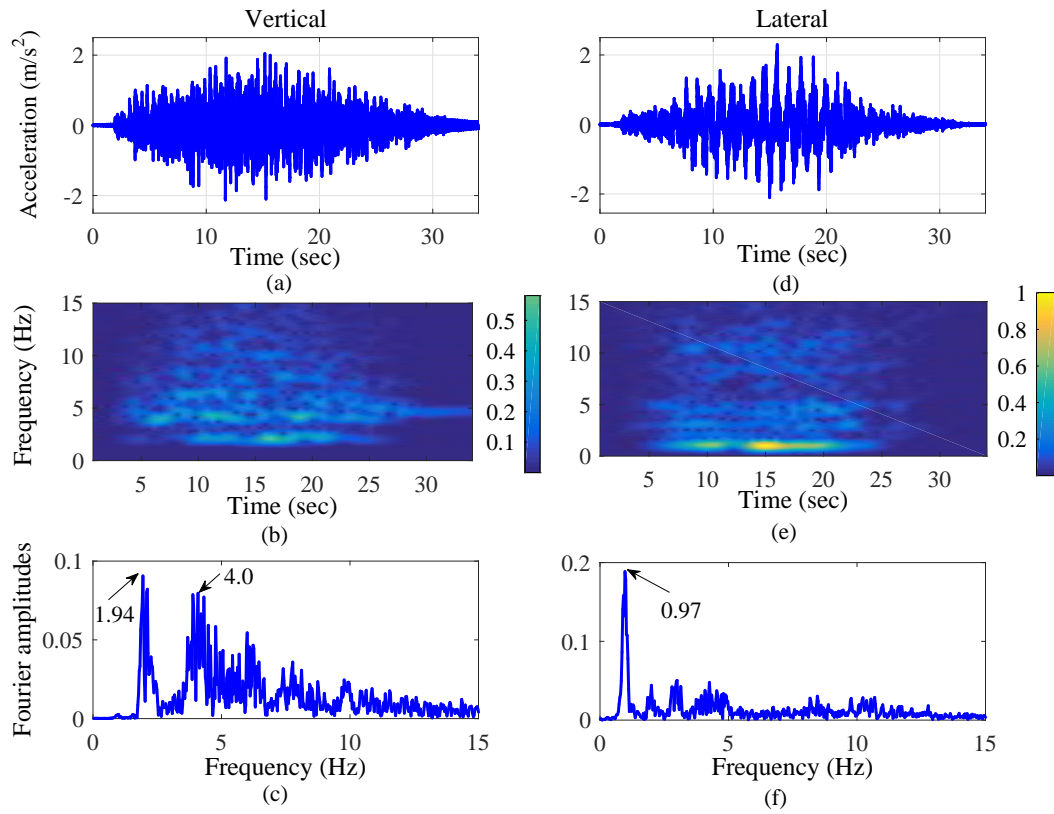 Vertical
Acceleration (m/s2)
2
0
-2
0 10 20 30
Time (sec)
(a)
Lateral
2
0
-2
0 10 20 30
Time (sec)
(d)
Frequency (Hz)
15
10
5
0
5 10 15 20 25 30
Time (sec)
(b)
0.5
0.4
0.3
0.2
0.1
15
10
5
0
5 10 15 20 25 30
Time (sec)
(e)
1
0.8
0.6
0.4
0.2
Fourier amplitudes
0.1
0.05
0
1.94
4.0
0 5 10 15
Frequency (Hz)
(c)
0.2
0.1
0
0.97
0 5 10 15
Frequency (Hz)
(f)